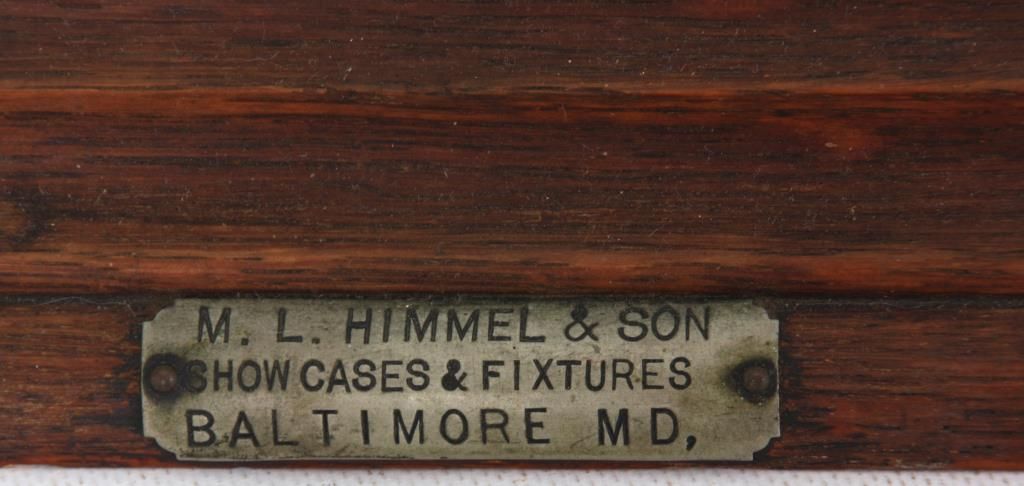 M. L. HIMMEL & SON
SHOW CASES & FIXTURES
BALTIMORE MD,